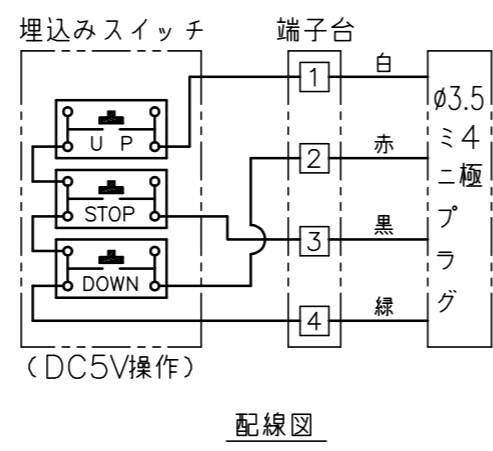 埋込みスイッチ
端子台
U P
STOP
DOWN
(DC5V操作)
1
2
3
4
白
赤
黒
緑
φ3.5
ミニプラグ
4極
配線図